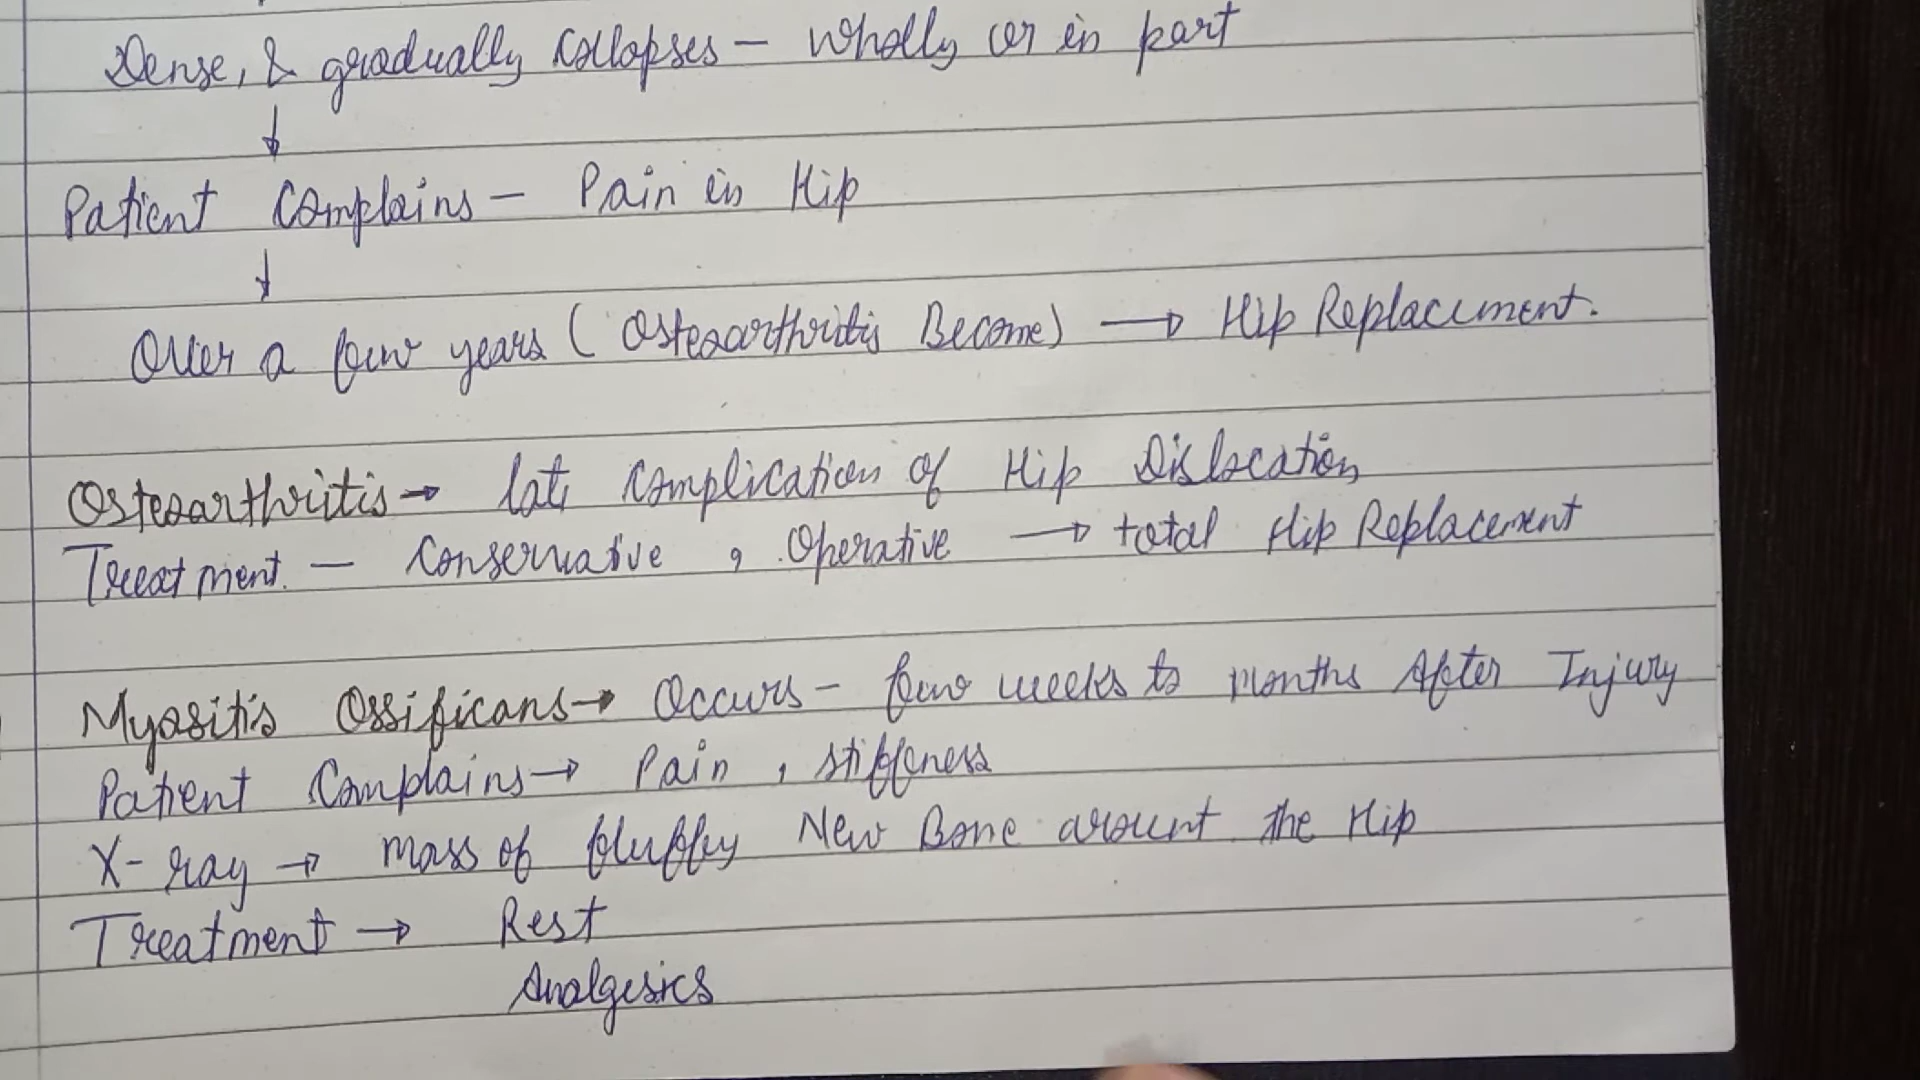 Dense, & gradually Collapses - wholly or in part
↓
Patient Complains - Pain in Hip
↓
Over a few years (Osteoarthritis Become) → Hip Replacement.
Osteoarthritis → late Complication of Hip Dislocation
Treatment - Conservative, Operative → total Hip Replacement
Myositis Ossificans → Occurs - few weeks to months After Injury
Patient Complains → Pain, stiffness
X-ray → mass of fluffy New Bone arount the Hip
Treatment → Rest
Analgesics